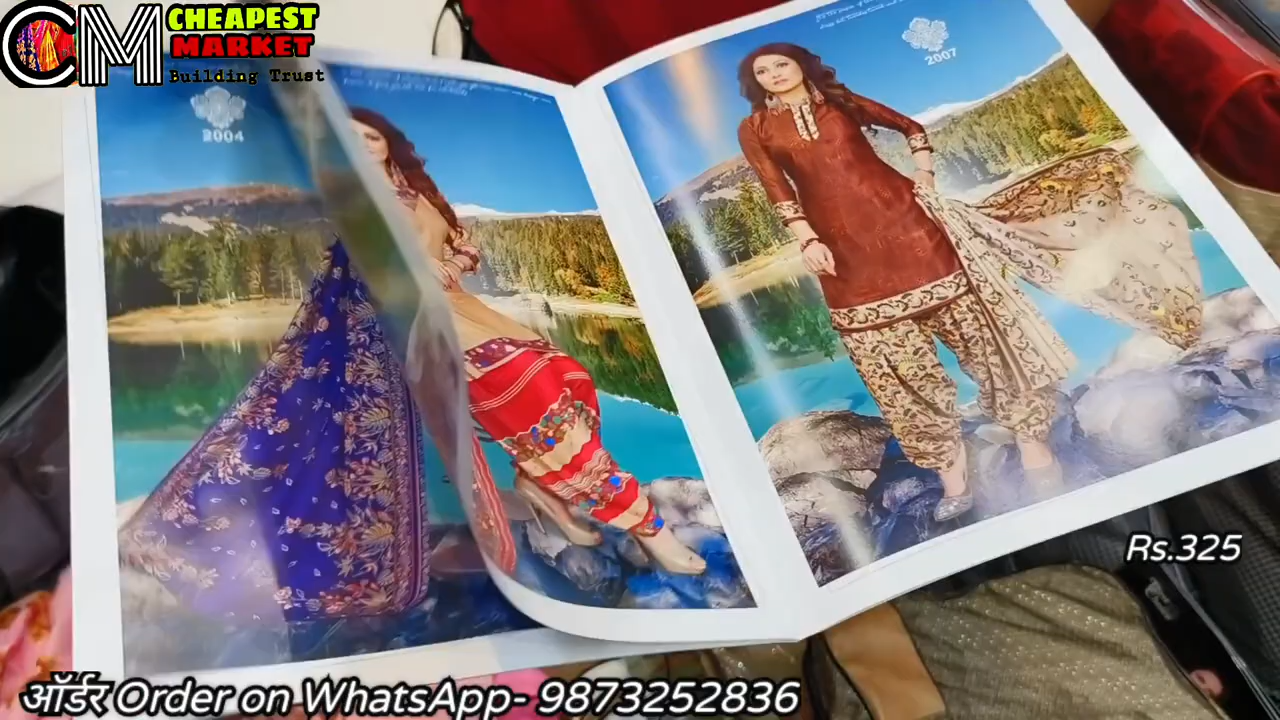 CM
CHEAPEST
MARKET
Building Trust
2004
2007
Rs.325
ऑर्डर Order on WhatsApp- 9873252836